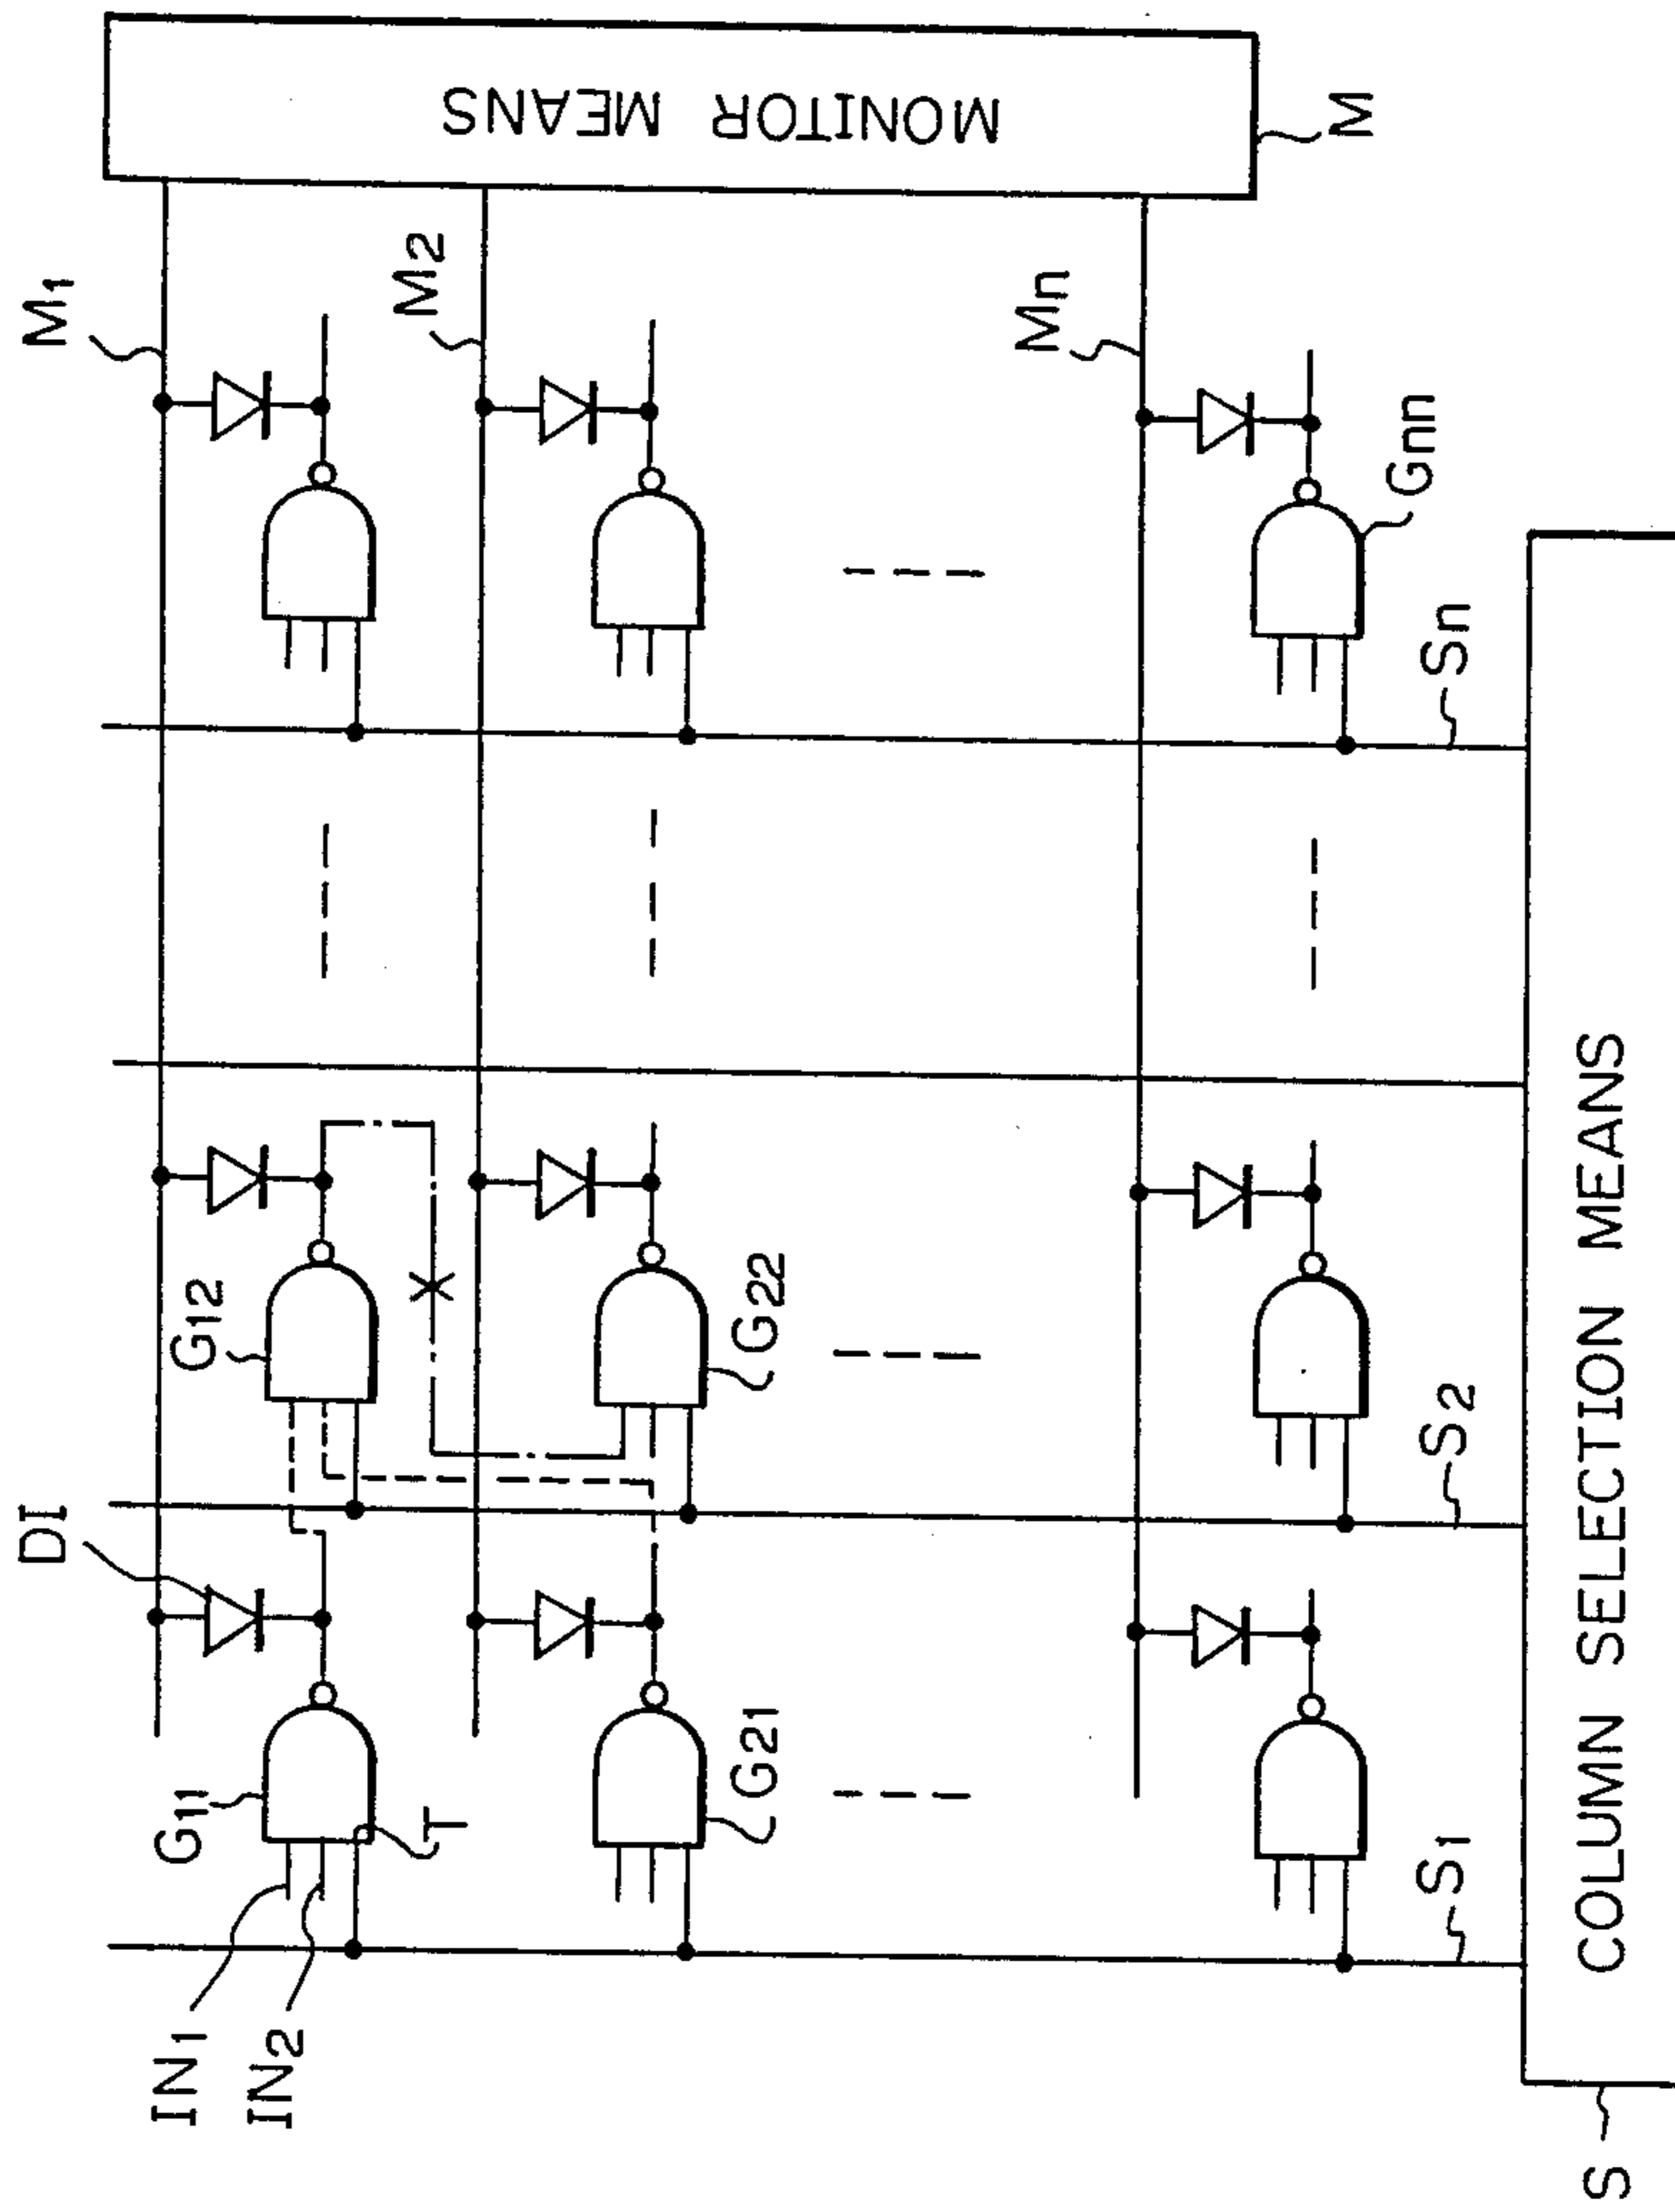 DI
M1
IN1
G11
G12
IN2
T
M2
G21
G22
MONITOR MEANS
Mn
Gnn
M
S1
S2
Sn
COLUMN SELECTION MEANS
S